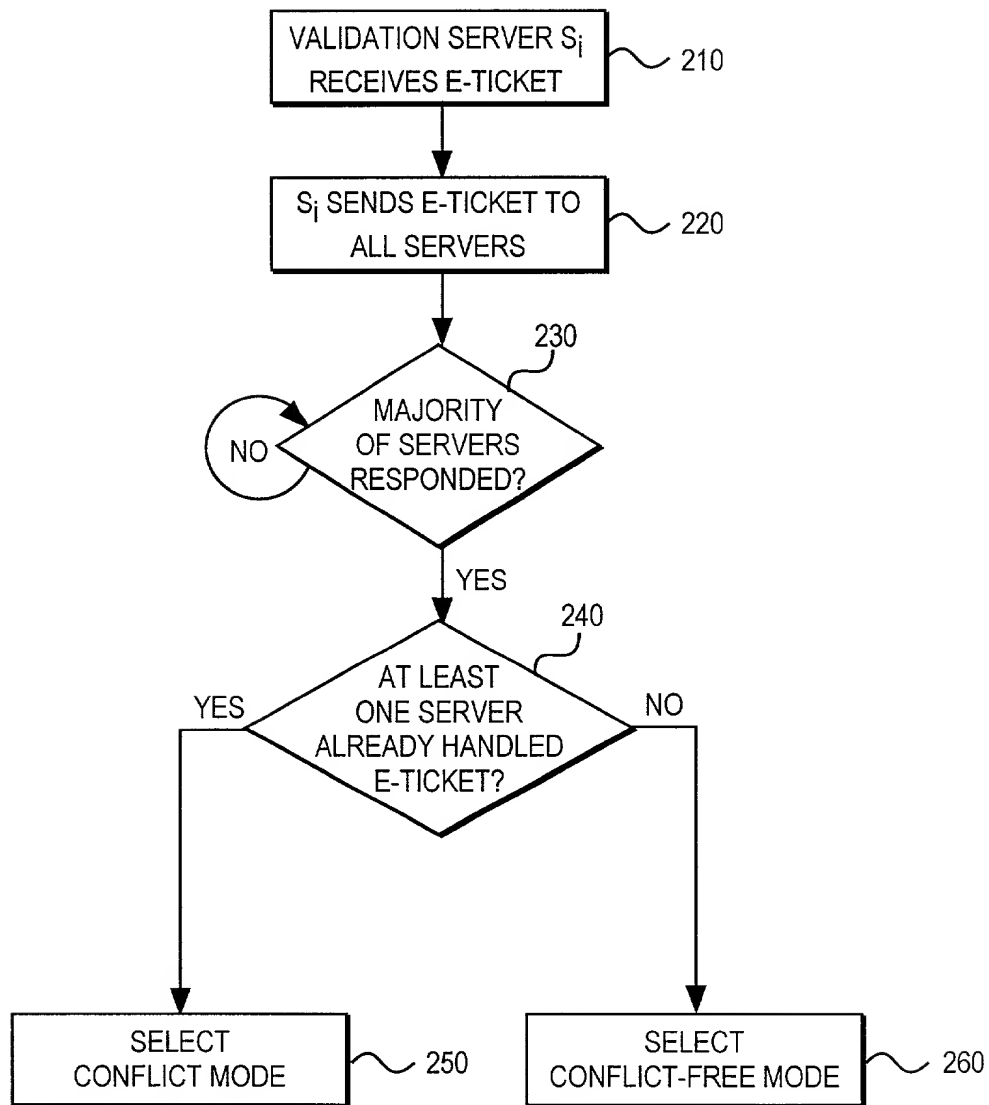 VALIDATION SERVER Si
RECEIVES E-TICKET
210
Si SENDS E-TICKET TO
ALL SERVERS
220
230
MAJORITY
OF SERVERS
RESPONDED?
NO
YES
240
AT LEAST
ONE SERVER
ALREADY HANDLED
E-TICKET?
YES
NO
SELECT
CONFLICT MODE
250
SELECT
CONFLICT-FREE MODE
260